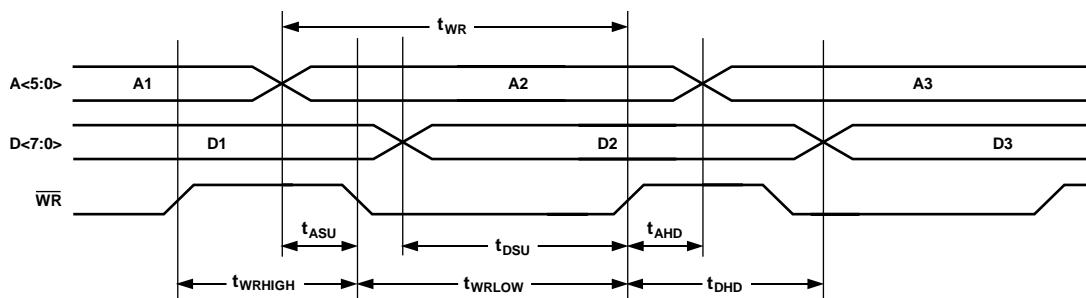 tWR
A<5:0> A1 A2 A3
D<7:0> D1 D2 D3
WR
tASU tDSU tAHD
tWRHIGH tWRLOW tDHD